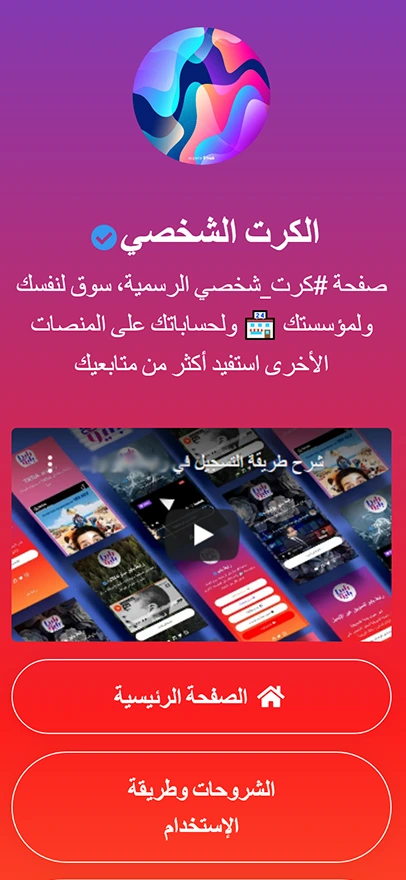 الكرت الشخصي
صفحة #كرت_شخصي الرسمية، سوق لنفسك
ولمؤسستك 🏪 ولحساباتك على المنصات
الأخرى استفيد أكثر من متابعيك
شرح طريقة التسجيل في
الصفحة الرئيسية
الشروحات وطريقة
الإستخدام